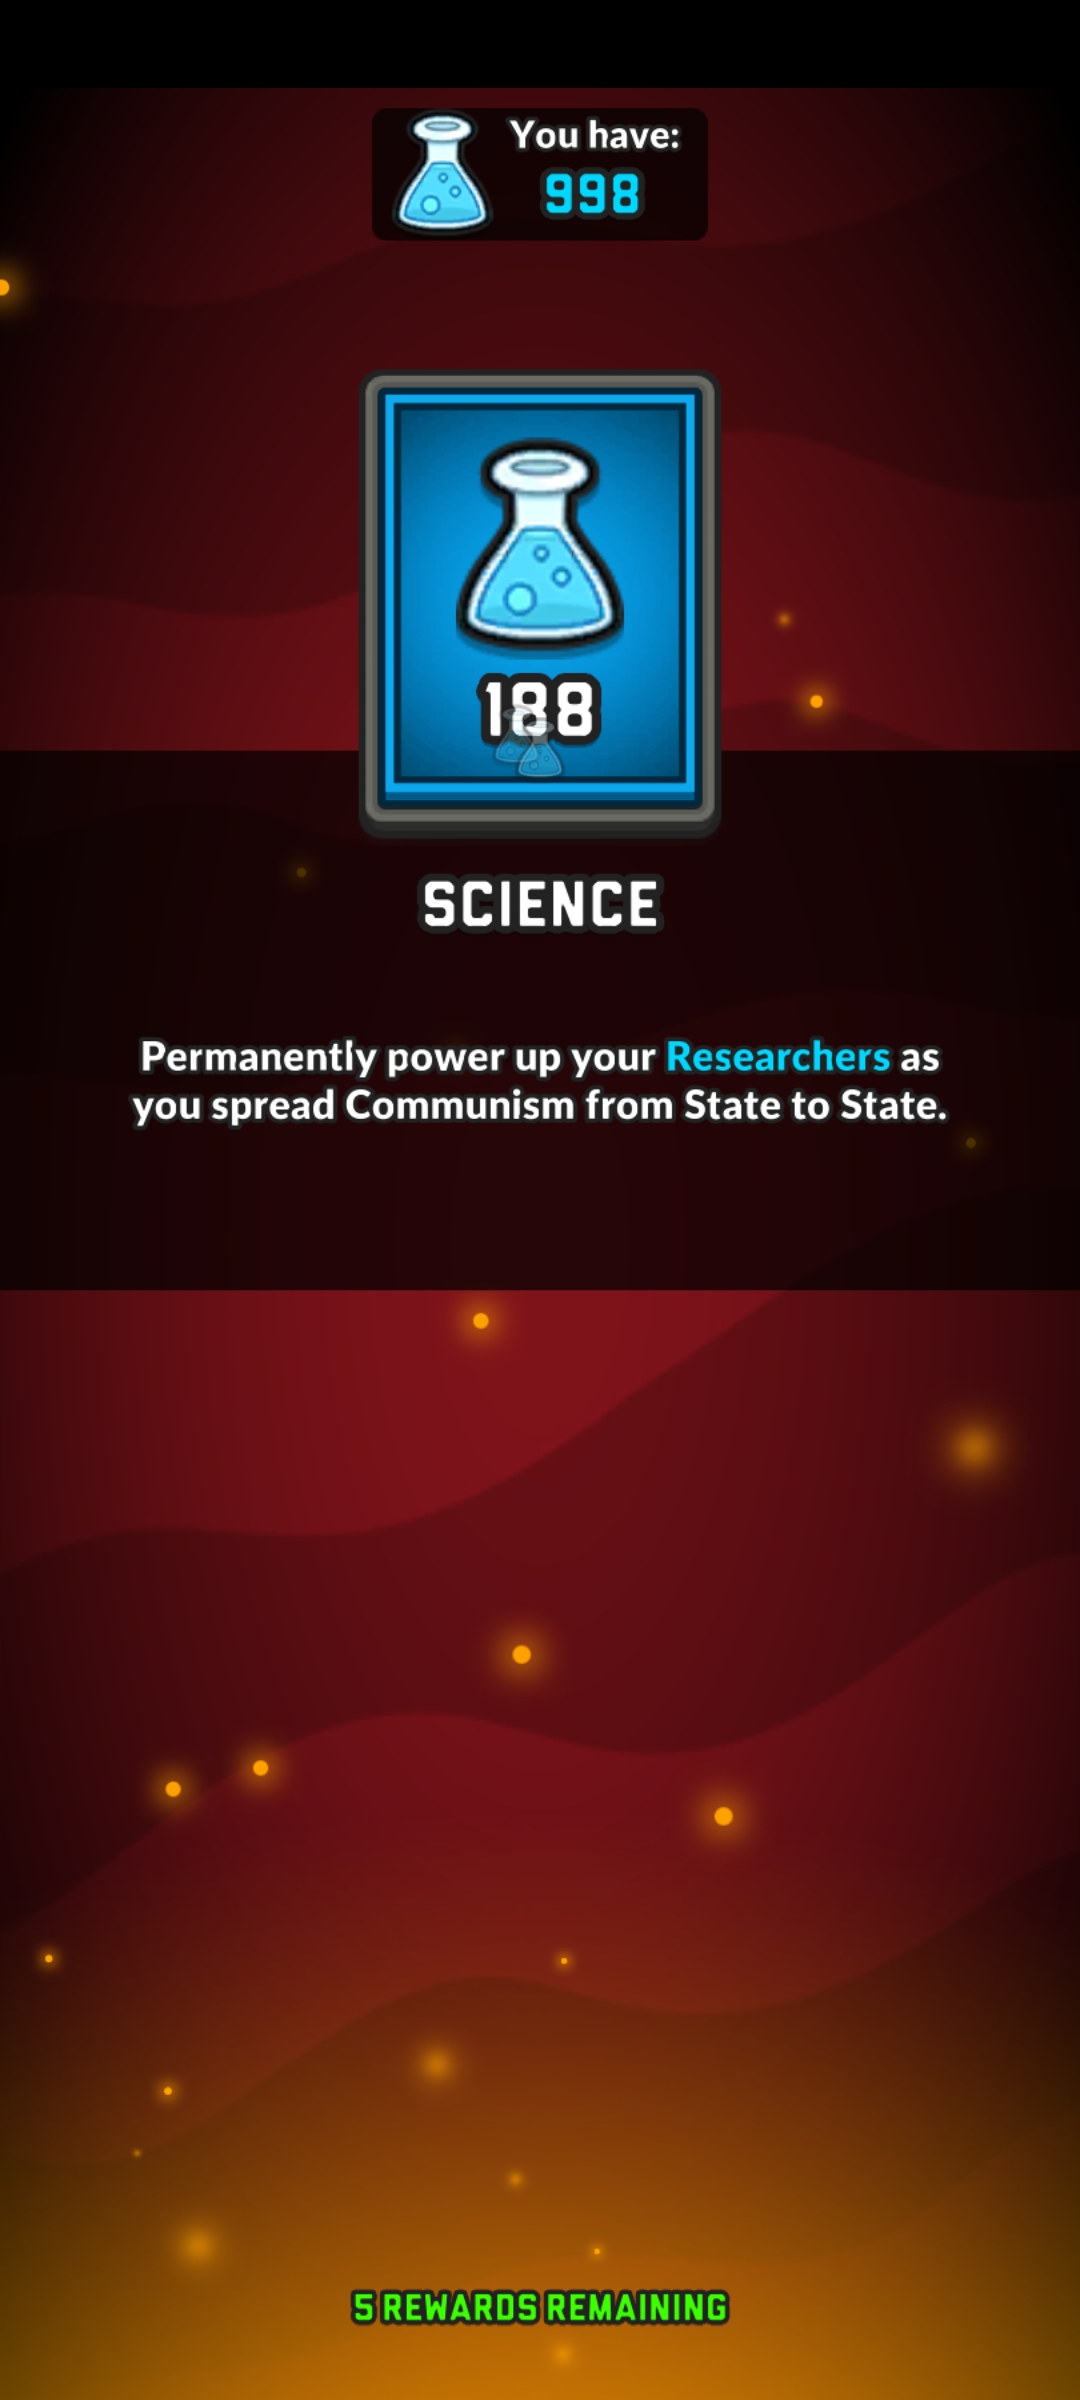 You have:
998
188
SCIENCE
Permanently power up your Researchers as
you spread Communism from State to State.
5 REWARDS REMAINING